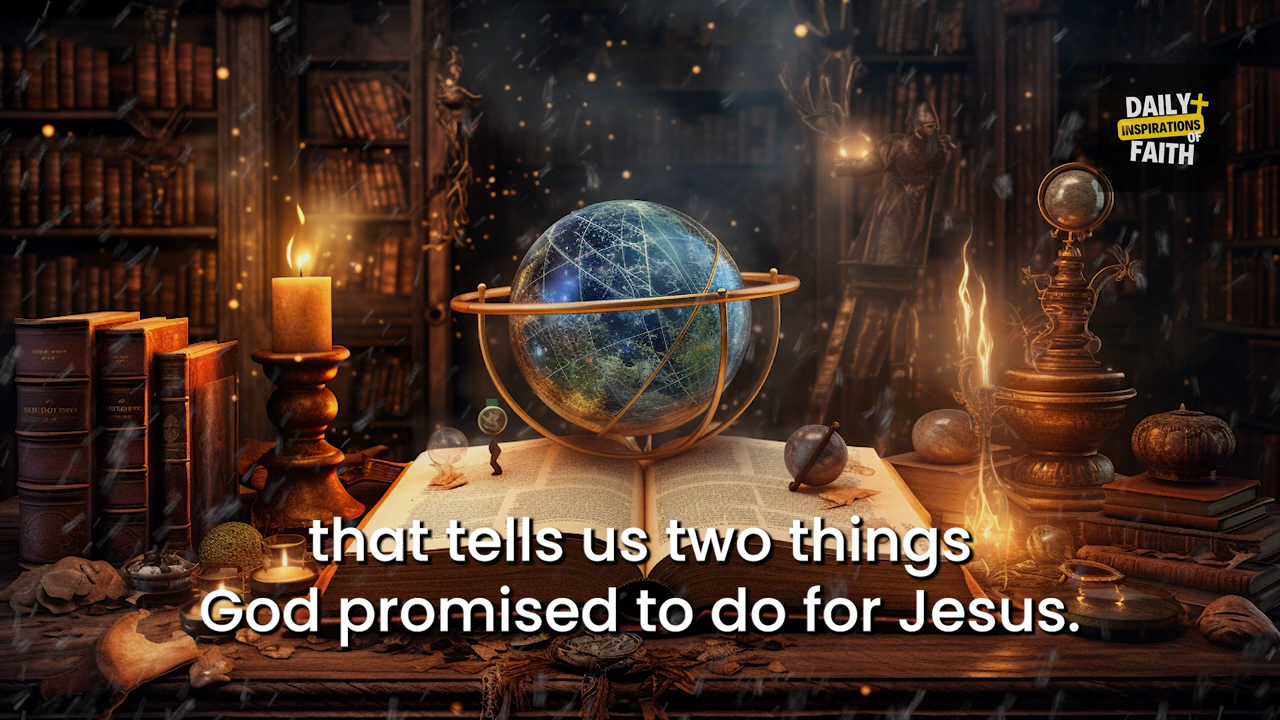 DAILY
INSPIRATIONS
OF
FAITH
that tells us two things
God promised to do for Jesus.